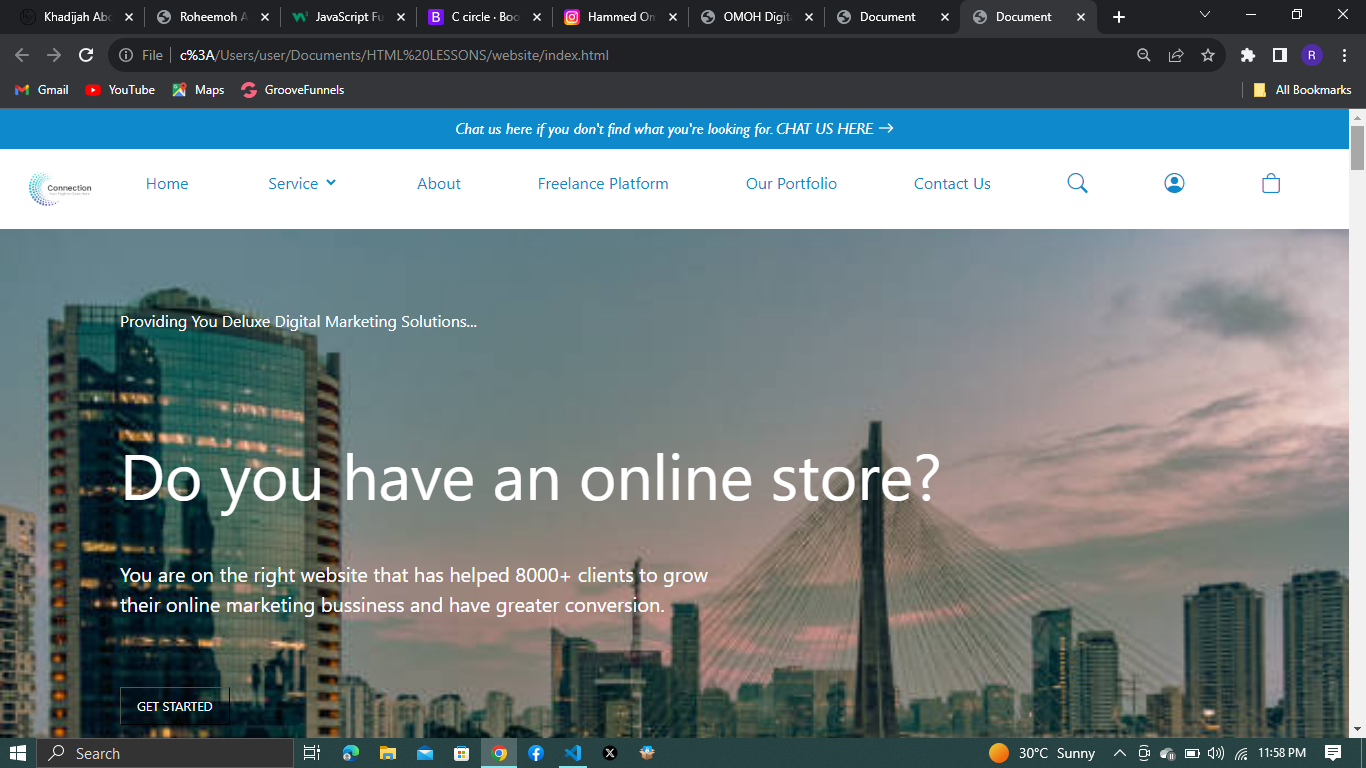 Khadijah Abd
Roheemoh A
JavaScript Fu
C circle · Boo
Hammed Om
OMOH Digit
Document
Document
File
c%3A/Users/user/Documents/HTML%20LESSONS/website/index.html
R
Gmail
YouTube
Maps
GrooveFunnels
All Bookmarks
Chat us here if you don't find what you're looking for. CHAT US HERE →
Connection
Home
Service
About
Freelance Platform
Our Portfolio
Contact Us
Providing You Deluxe Digital Marketing Solutions...
Do you have an online store?
You are on the right website that has helped 8000+ clients to grow
their online marketing bussiness and have greater conversion.
GET STARTED
Search
30°C Sunny
11:58 PM